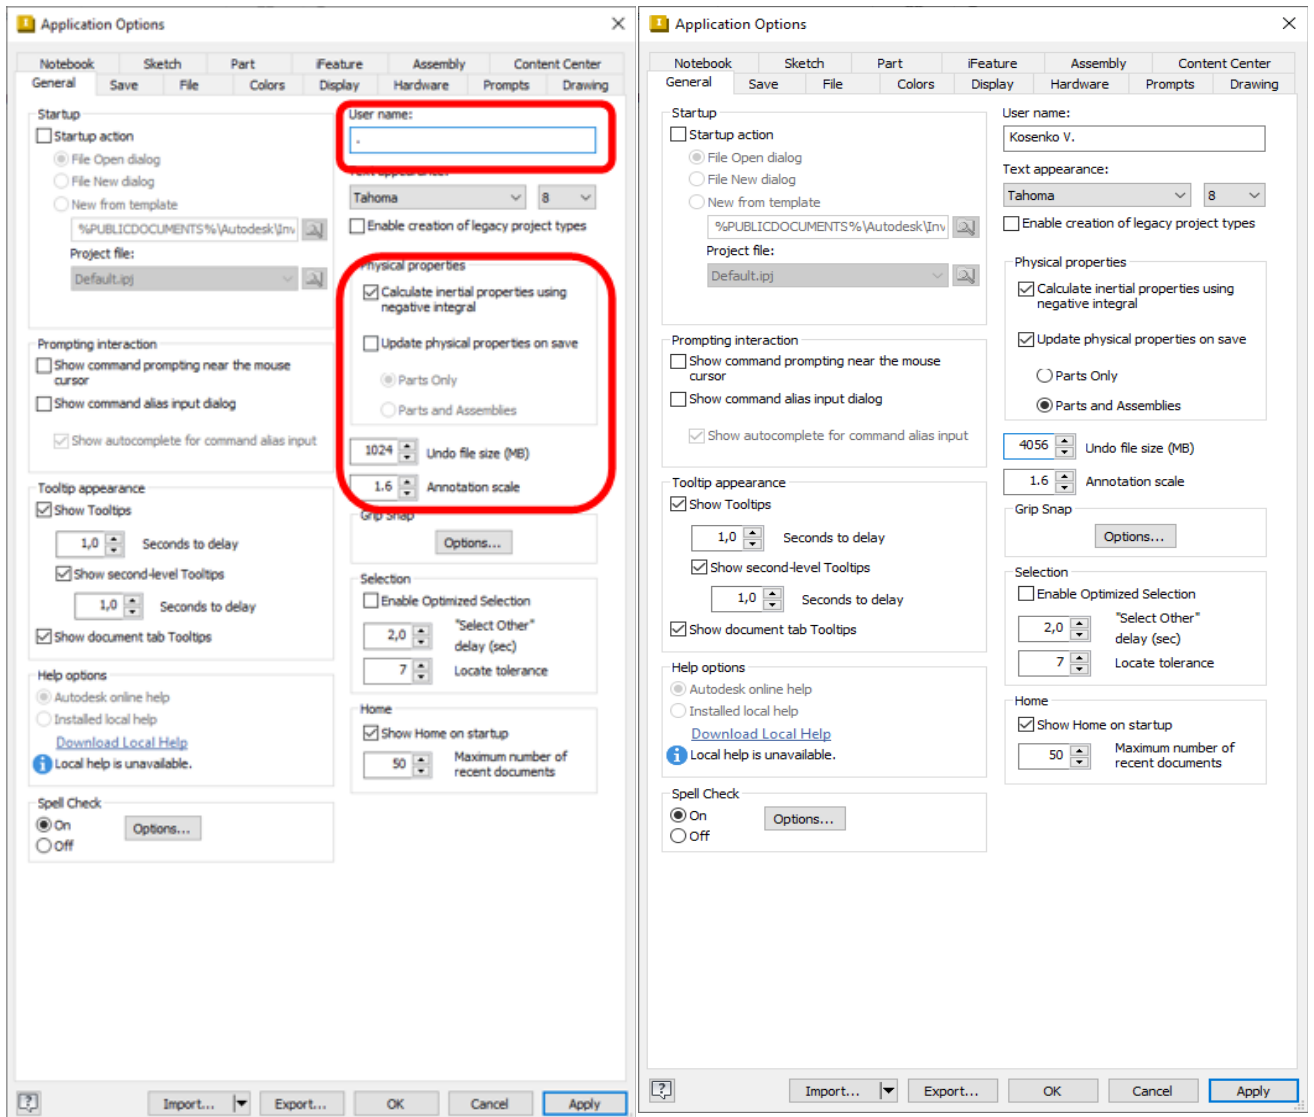 Application Options
Notebook Sketch Part iFeature Assembly Content Center
General Save File Colors Display Hardware Prompts Drawing
Startup
Startup action
File Open dialog
File New dialog
New from template
%PUBLICDOCUMENTS%\Autodesk\Inv
Project file:
Default.ipj
Prompting interaction
Show command prompting near the mouse
cursor
Show command alias input dialog
Show autocomplete for command alias input
Tooltip appearance
Show Tooltips
1,0 Seconds to delay
Show second-level Tooltips
1,0 Seconds to delay
Show document tab Tooltips
Help options
Autodesk online help
Installed local help
Download Local Help
Local help is unavailable.
Spell Check
On
Options...
Off
User name:
.
Text appearance:
Tahoma 8
Enable creation of legacy project types
Physical properties
Calculate inertial properties using
negative integral
Update physical properties on save
Parts Only
Parts and Assemblies
1024 Undo file size (MB)
1.6 Annotation scale
Grip Snap
Options...
Selection
Enable Optimized Selection
2,0 "Select Other"
delay (sec)
7 Locate tolerance
Home
Show Home on startup
50 Maximum number of
recent documents
Import... Export... OK Cancel Apply
Application Options
Notebook Sketch Part iFeature Assembly Content Center
General Save File Colors Display Hardware Prompts Drawing
Startup
Startup action
File Open dialog
File New dialog
New from template
%PUBLICDOCUMENTS%\Autodesk\Inv
Project file:
Default.ipj
Prompting interaction
Show command prompting near the mouse
cursor
Show command alias input dialog
Show autocomplete for command alias input
Tooltip appearance
Show Tooltips
1,0 Seconds to delay
Show second-level Tooltips
1,0 Seconds to delay
Show document tab Tooltips
Help options
Autodesk online help
Installed local help
Download Local Help
Local help is unavailable.
Spell Check
On
Options...
Off
User name:
Kosenko V.
Text appearance:
Tahoma 8
Enable creation of legacy project types
Physical properties
Calculate inertial properties using
negative integral
Update physical properties on save
Parts Only
Parts and Assemblies
4056 Undo file size (MB)
1.6 Annotation scale
Grip Snap
Options...
Selection
Enable Optimized Selection
2,0 "Select Other"
delay (sec)
7 Locate tolerance
Home
Show Home on startup
50 Maximum number of
recent documents
Import... Export... OK Cancel Apply